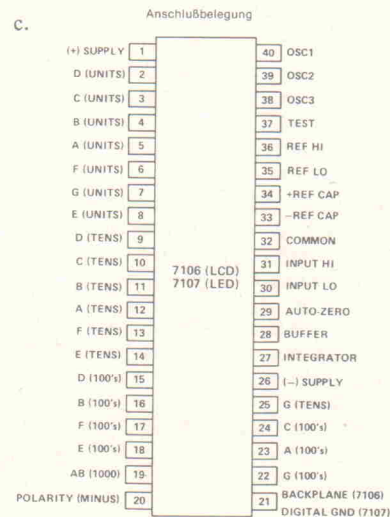 Anschlußbelegung
c.
(+) SUPPLY 1
D (UNITS) 2
C (UNITS) 3
B (UNITS) 4
A (UNITS) 5
F (UNITS) 6
G (UNITS) 7
E (UNITS) 8
D (TENS) 9
C (TENS) 10
B (TENS) 11
A (TENS) 12
F (TENS) 13
E (TENS) 14
D (100's) 15
B (100's) 16
F (100's) 17
E (100's) 18
AB (1000) 19
POLARITY (MINUS) 20
7106 (LCD)
7107 (LED)
40 OSC1
39 OSC2
38 OSC3
37 TEST
36 REF HI
35 REF LO
34 +REF CAP
33 −REF CAP
32 COMMON
31 INPUT HI
30 INPUT LO
29 AUTO-ZERO
28 BUFFER
27 INTEGRATOR
26 (−) SUPPLY
25 G (TENS)
24 C (100's)
23 A (100's)
22 G (100's)
21 BACKPLANE (7106)
DIGITAL GND (7107)